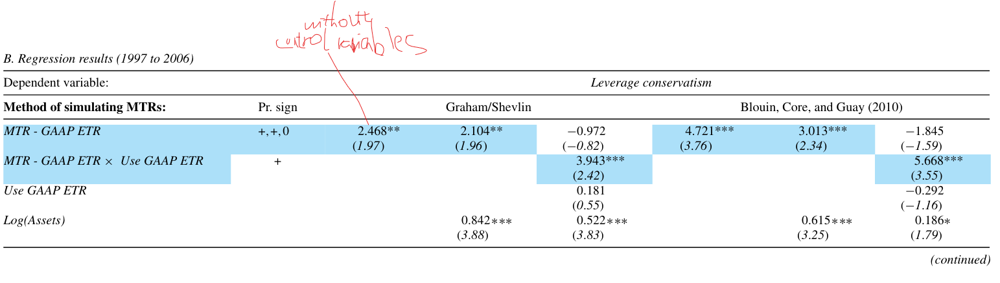 without
control variables
B. Regression results (1997 to 2006)
Dependent variable: Leverage conservatism
Method of simulating MTRs: Pr. sign Graham/Shevlin Blouin, Core, and Guay (2010)
MTR - GAAP ETR +,+,0 2.468** 2.104** −0.972 4.721*** 3.013*** −1.845
(1.97) (1.96) (−0.82) (3.76) (2.34) (−1.59)
MTR - GAAP ETR × Use GAAP ETR + 3.943*** 5.668***
(2.42) (3.55)
Use GAAP ETR 0.181 −0.292
(0.55) (−1.16)
Log(Assets) 0.842*** 0.522*** 0.615*** 0.186*
(3.88) (3.83) (3.25) (1.79)
(continued)